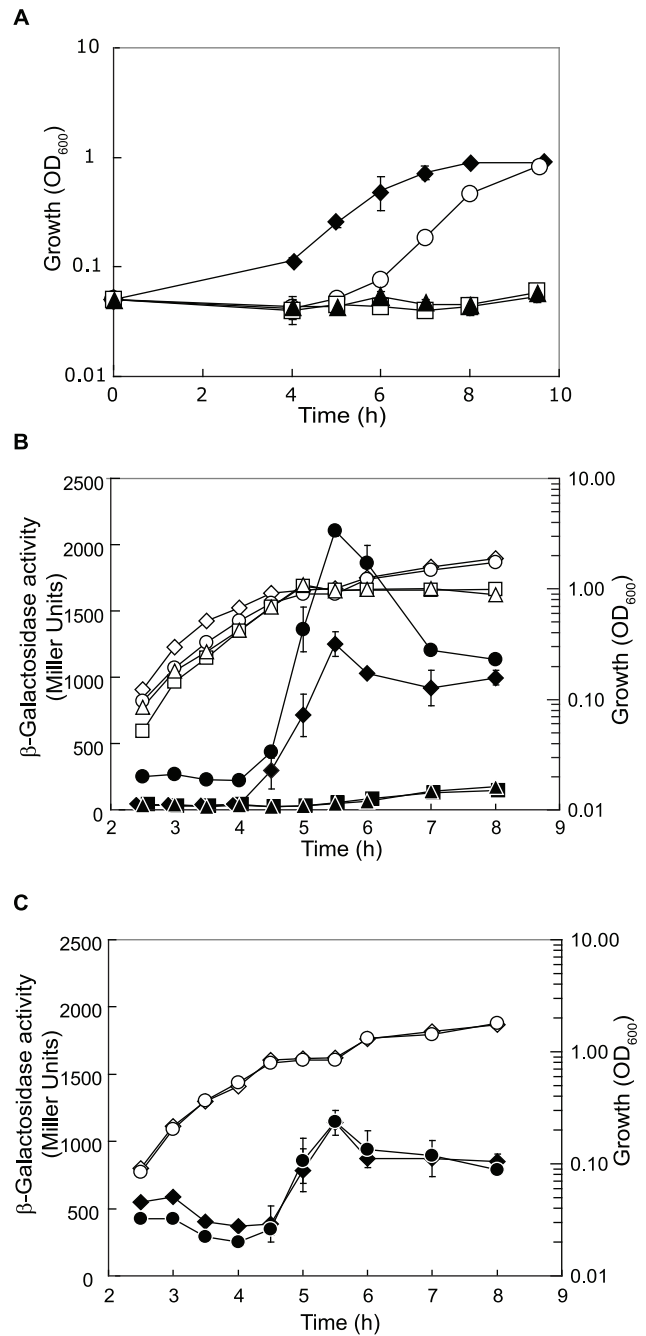 A
10
1
0.1
0.01
Growth (OD600)
0 2 4 6 8 10
Time (h)
B
2500
2000
1500
1000
500
0
β-Galactosidase activity
(Miller Units)
10.00
1.00
0.10
0.01
Growth (OD600)
2 3 4 5 6 7 8 9
Time (h)
C
2500
2000
1500
1000
500
0
β-Galactosidase activity
(Miller Units)
10.00
1.00
0.10
0.01
Growth (OD600)
2 3 4 5 6 7 8 9
Time (h)